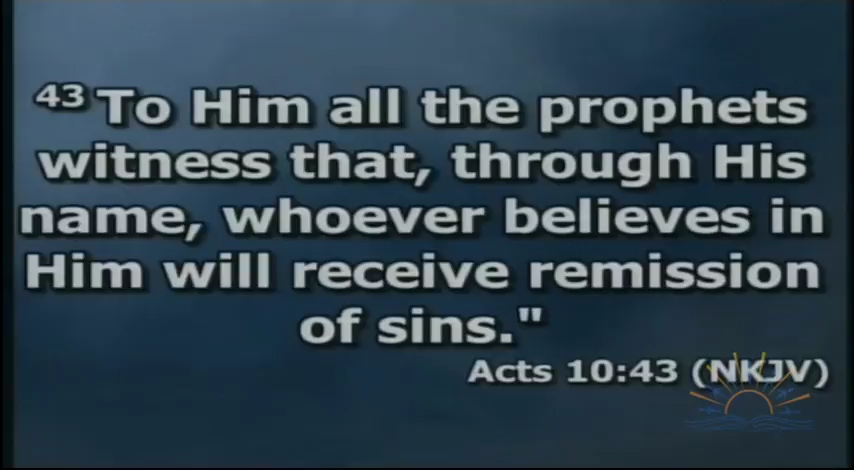 43 To Him all the prophets
witness that, through His
name, whoever believes in
Him will receive remission
of sins."
Acts 10:43 (NKJV)